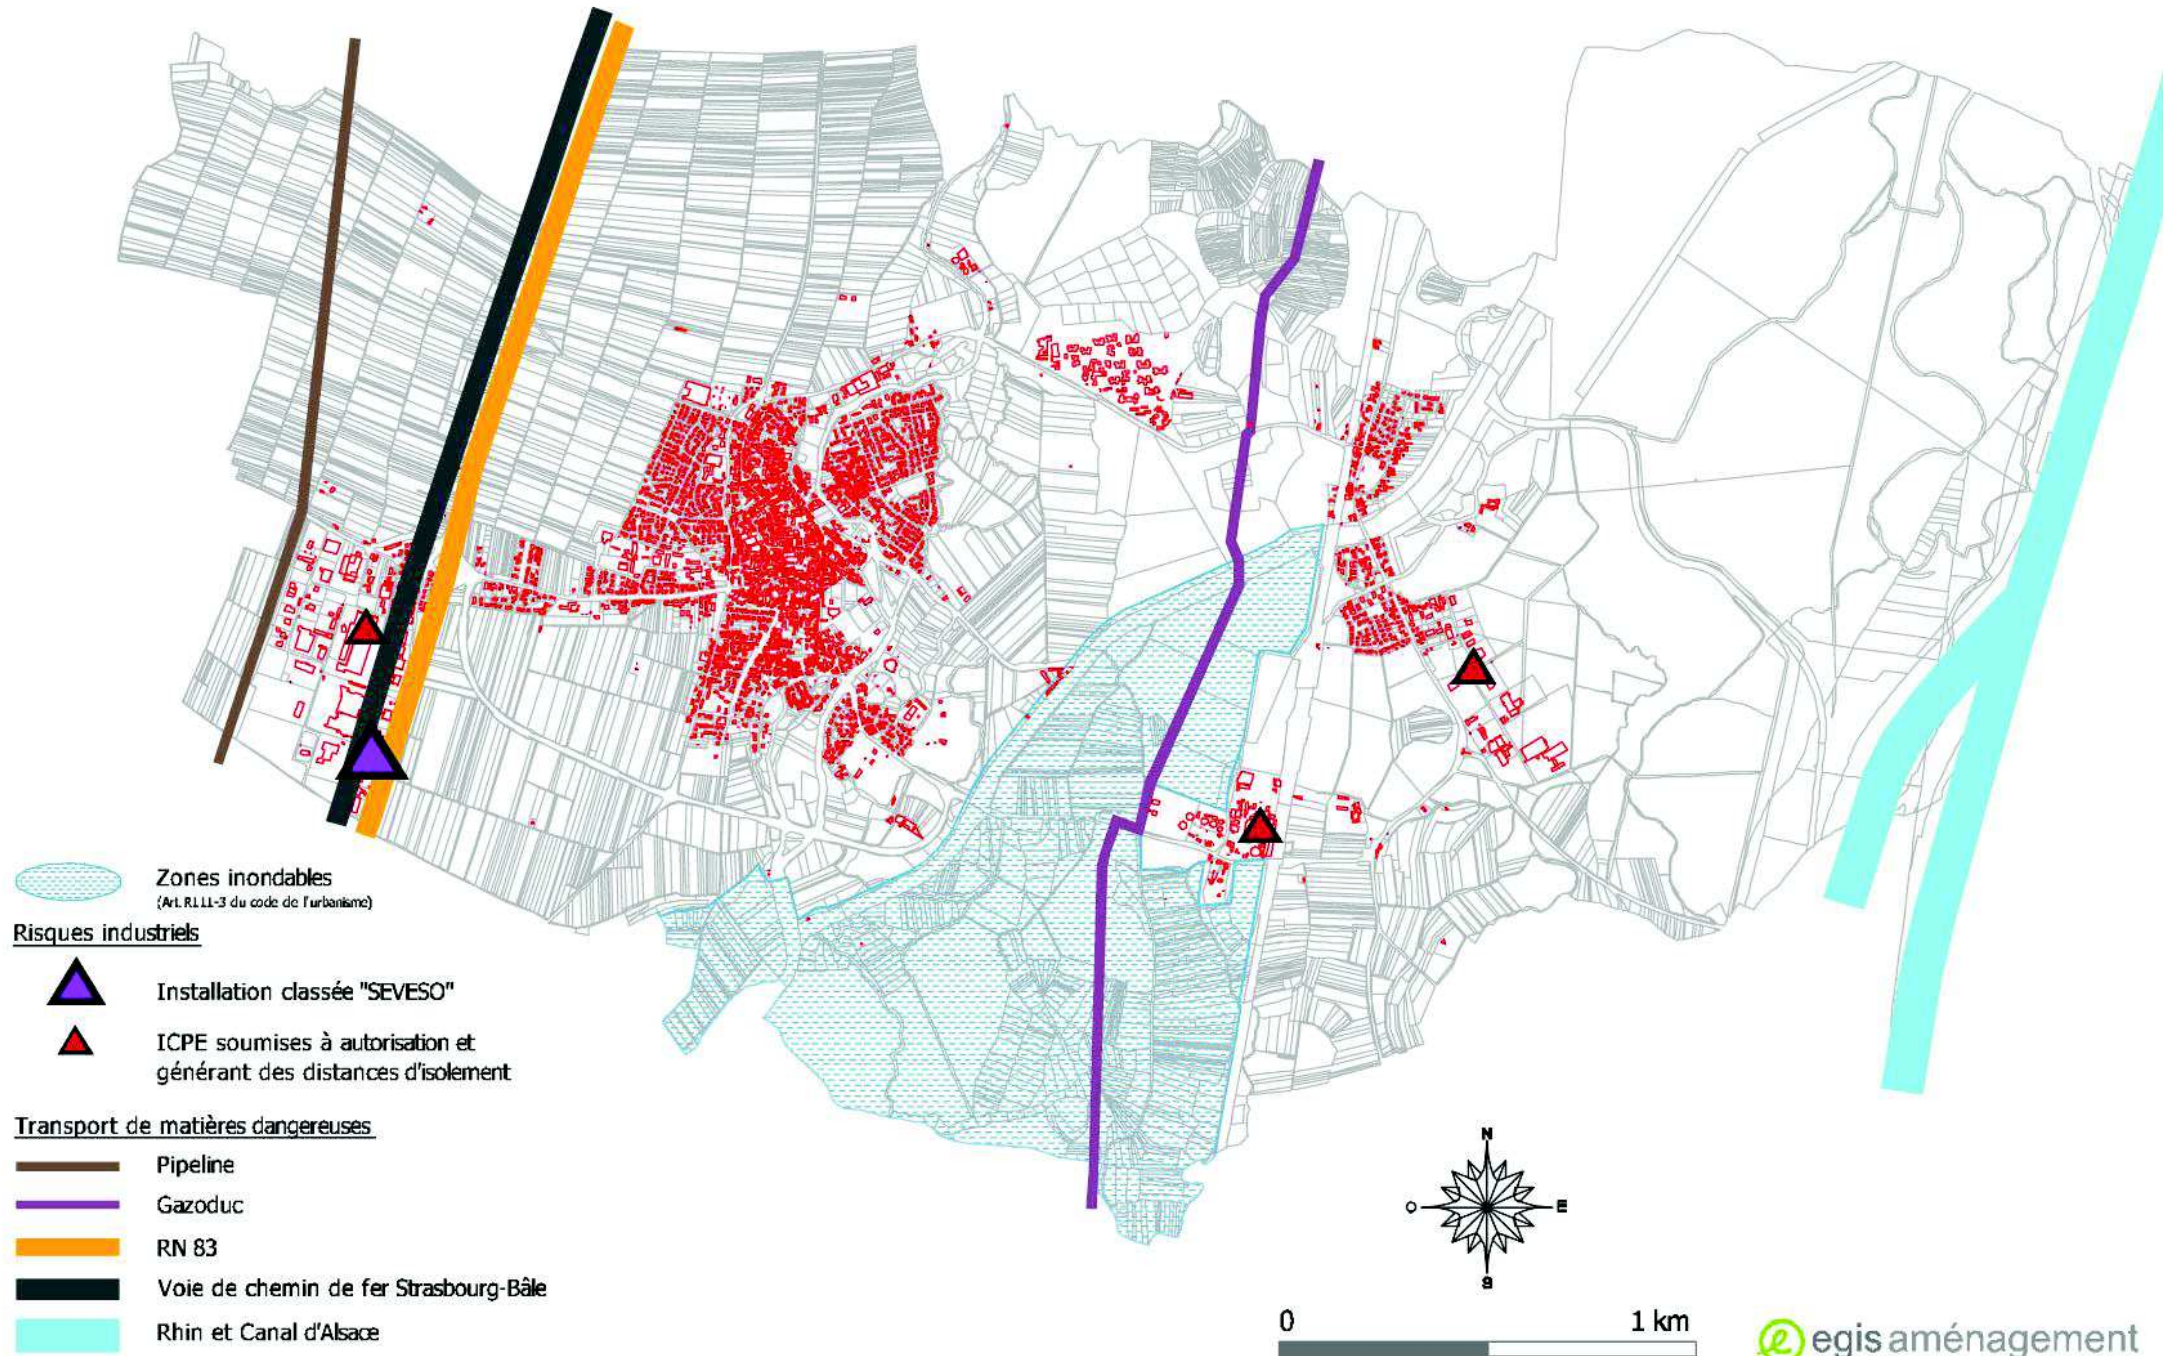 Zones inondables
(Art. R111-3 du code de l'urbanisme)
Risques industriels
Installation classée "SEVESO"
ICPE soumises à autorisation et
générant des distances d'isolement
Transport de matières dangereuses
Pipeline
Gazoduc
RN 83
Voie de chemin de fer Strasbourg-Bâle
Rhin et Canal d'Alsace
N
O
E
S
0
1 km
e egis aménagement